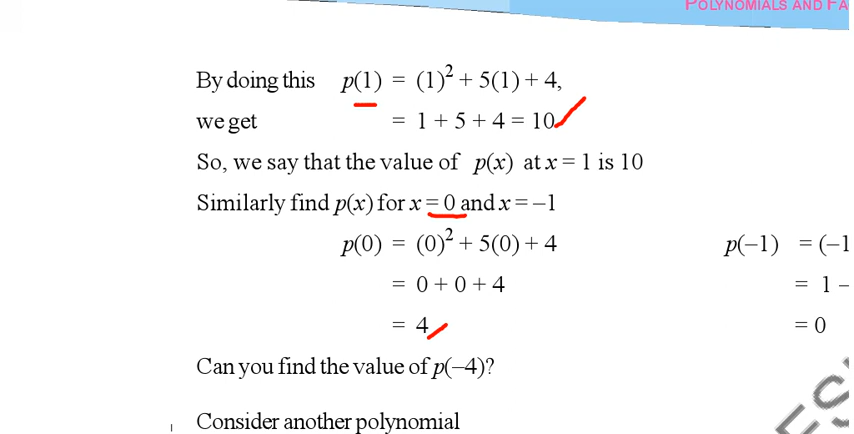 POLYNOMIALS AND FA
By doing this p(1) = (1)² + 5(1) + 4,
we get = 1 + 5 + 4 = 10
So, we say that the value of p(x) at x = 1 is 10
Similarly find p(x) for x = 0 and x = –1
p(0) = (0)² + 5(0) + 4 p(–1) = (–1
= 0 + 0 + 4 = 1 –
= 4 = 0
Can you find the value of p(–4)?
Consider another polynomial